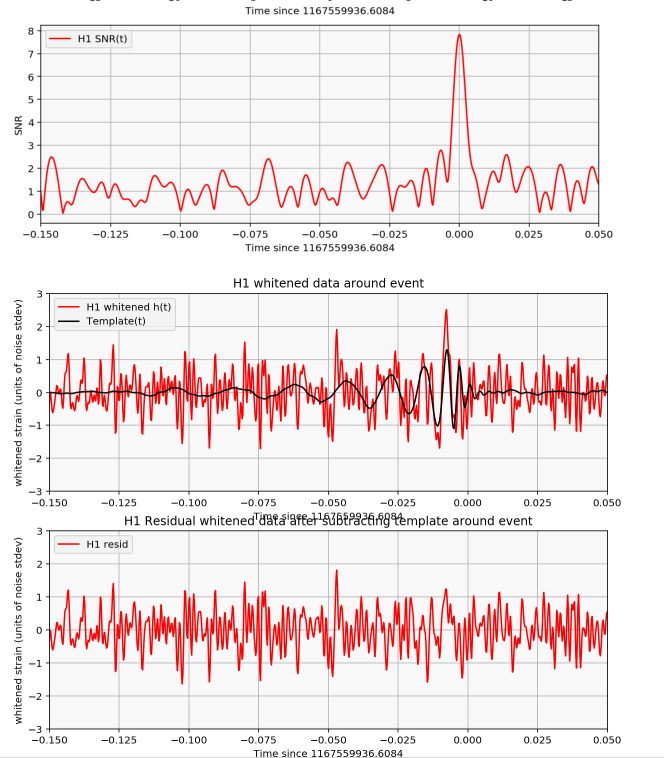 Time since 1167559936.6084
8
7
6
5
4
3
2
1
0
SNR
H1 SNR(t)
−0.150 −0.125 −0.100 −0.075 −0.050 −0.025 0.000 0.025 0.050
Time since 1167559936.6084
H1 whitened data around event
3
2
1
0
−1
−2
−3
whitened strain (units of noise stdev)
H1 whitened h(t)
Template(t)
−0.150 −0.125 −0.100 −0.075 −0.050 −0.025 0.000 0.025 0.050
Time since 1167559936.6084
H1 Residual whitened data after subtracting template around event
3
2
1
0
−1
−2
−3
whitened strain (units of noise stdev)
H1 resid
−0.150 −0.125 −0.100 −0.075 −0.050 −0.025 0.000 0.025 0.050
Time since 1167559936.6084